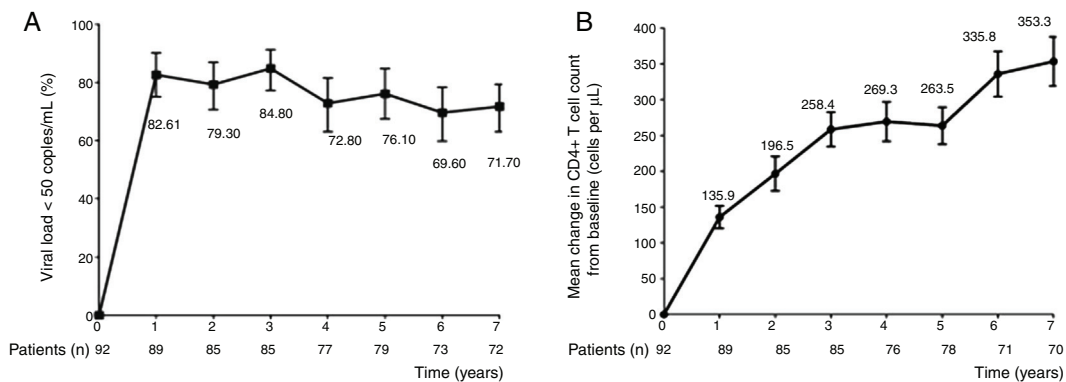 A
Viral load < 50 coples/mL (%)
100
80
60
40
20
0
82.61
79.30
84.80
72.80
76.10
69.60
71.70
0 1 2 3 4 5 6 7
Patients (n) 92 89 85 85 77 79 73 72
Time (years)
B
Mean change in CD4+ T cell count
from baseline (cells per μL)
400
350
300
250
200
150
100
50
0
135.9
196.5
258.4
269.3
263.5
335.8
353.3
0 1 2 3 4 5 6 7
Patients (n) 92 89 85 85 76 78 71 70
Time (years)